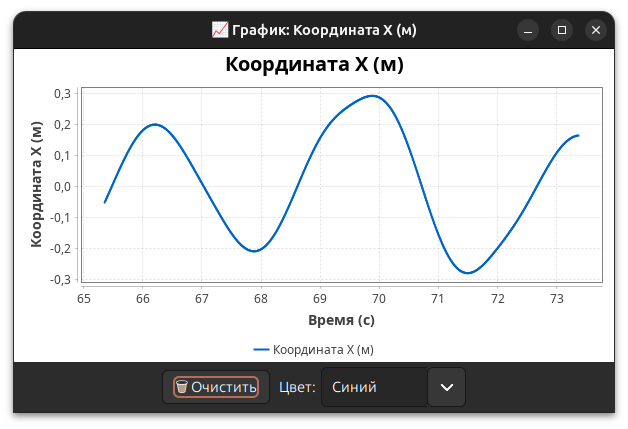 График: Координата X (м)
Координата X (м)
Координата X (м)
0,3
0,2
0,1
0,0
-0,1
-0,2
-0,3
65 66 67 68 69 70 71 72 73
Время (с)
Координата X (м)
Очистить Цвет: Синий